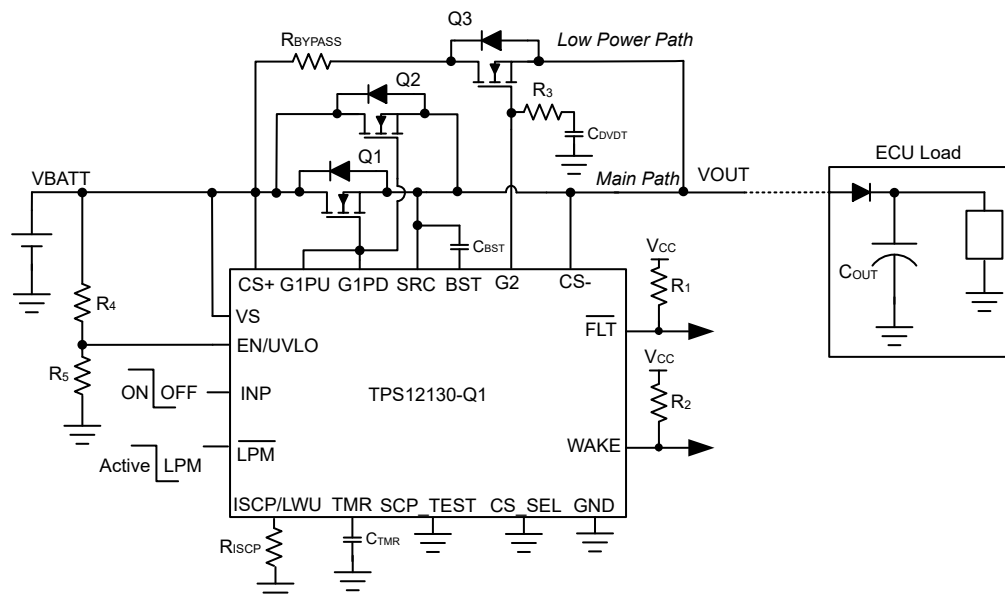 Q3
Low Power Path
RBYPASS
Q2
R3
CDVDT
Q1
ECU Load
VBATT
Main Path
VOUT
CBST
VCC
COUT
CS+ G1PU G1PD SRC BST G2 CS-
R1
R4
VS
FLT
EN/UVLO
VCC
R5
ON OFF
INP
TPS12130-Q1
R2
WAKE
Active LPM
LPM
ISCP/LWU TMR SCP_TEST CS_SEL GND
RISCP
CTMR